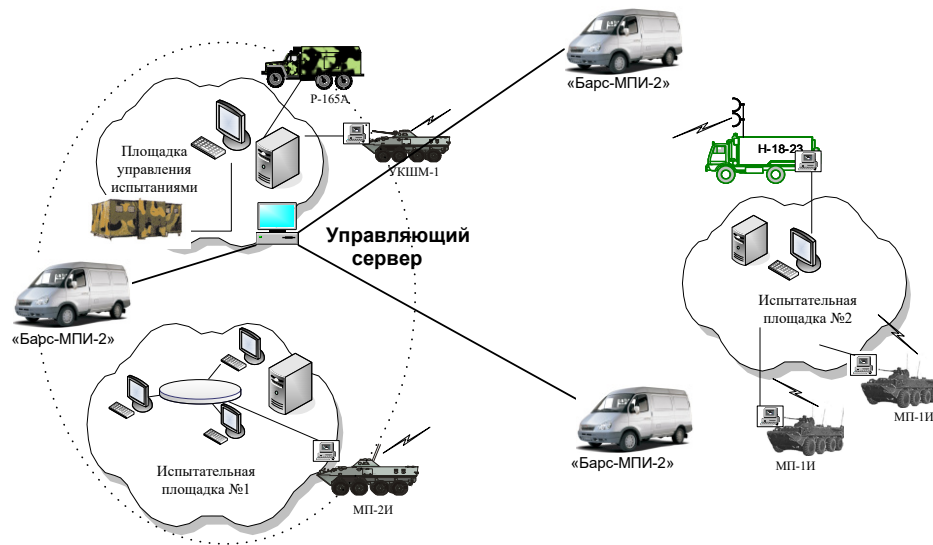 «Барс-МПИ-2»
Р-165А
Н-18-23
УКШМ-1
Площадка
управления
испытаниями
Управляющий
сервер
«Барс-МПИ-2»
Испытательная
площадка №2
МП-1И
«Барс-МПИ-2»
МП-1И
Испытательная
площадка №1
МП-2И